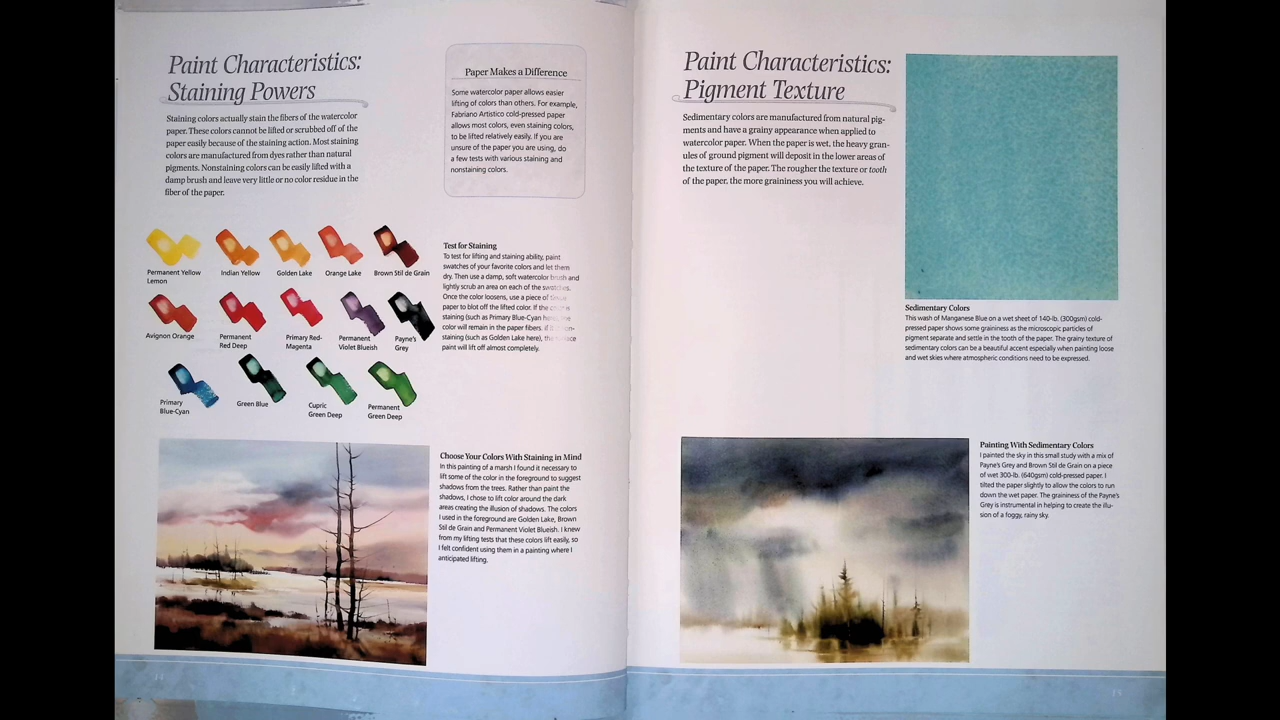 Paint Characteristics:
Staining Powers
Staining colors actually stain the fibers of the watercolor
paper. These colors cannot be lifted or scrubbed off of the
paper easily because of the staining action. Most staining
colors are manufactured from dyes rather than natural
pigments. Nonstaining colors can be easily lifted with a
damp brush and leave very little or no color residue in the
fiber of the paper.
Paper Makes a Difference
Some watercolor paper allows easier
lifting of colors than others. For example,
Fabriano Artistico cold-pressed paper
allows most colors, even staining colors,
to be lifted relatively easily. If you are
unsure of the paper you are using, do
a few tests with various staining and
nonstaining colors.
Permanent Yellow
Lemon
Indian Yellow
Golden Lake
Orange Lake
Brown Stil de Grain
Avignon Orange
Permanent
Red Deep
Primary Red-
Magenta
Permanent
Violet Blueish
Payne's
Grey
Primary
Blue-Cyan
Green Blue
Cupric
Green Deep
Permanent
Green Deep
Test for Staining
To test for lifting and staining ability, paint
swatches of your favorite colors and let them
dry. Then use a damp, soft watercolor brush and
lightly scrub an area on each of the swatches.
Once the color loosens, use a piece of tissue
paper to blot off the lifted color. If the color is
staining (such as Primary Blue-Cyan here), the
color will remain in the paper fibers. If it is non-
staining (such as Golden Lake here), the surface
paint will lift off almost completely.
Choose Your Colors With Staining in Mind
In this painting of a marsh I found it necessary to
lift some of the color in the foreground to suggest
shadows from the trees. Rather than paint the
shadows, I chose to lift color around the dark
areas creating the illusion of shadows. The colors
I used in the foreground are Golden Lake, Brown
Stil de Grain and Permanent Violet Blueish. I knew
from my lifting tests that these colors lift easily, so
I felt confident using them in a painting where I
anticipated lifting.
14
Paint Characteristics:
Pigment Texture
Sedimentary colors are manufactured from natural pig-
ments and have a grainy appearance when applied to
watercolor paper. When the paper is wet, the heavy gran-
ules of ground pigment will deposit in the lower areas of
the texture of the paper. The rougher the texture or tooth
of the paper, the more graininess you will achieve.
Sedimentary Colors
This wash of Manganese Blue on a wet sheet of 140-lb. (300gsm) cold-
pressed paper shows some graininess as the microscopic particles of
pigment separate and settle in the tooth of the paper. The grainy texture of
sedimentary colors can be a beautiful accent especially when painting loose
and wet skies where atmospheric conditions need to be expressed.
Painting With Sedimentary Colors
I painted the sky in this small study with a mix of
Payne's Grey and Brown Stil de Grain on a piece
of wet 300-lb. (640gsm) cold-pressed paper. I
tilted the paper slightly to allow the colors to run
down the wet paper. The graininess of the Payne's
Grey is instrumental in helping to create the illu-
sion of a foggy, rainy sky.
15